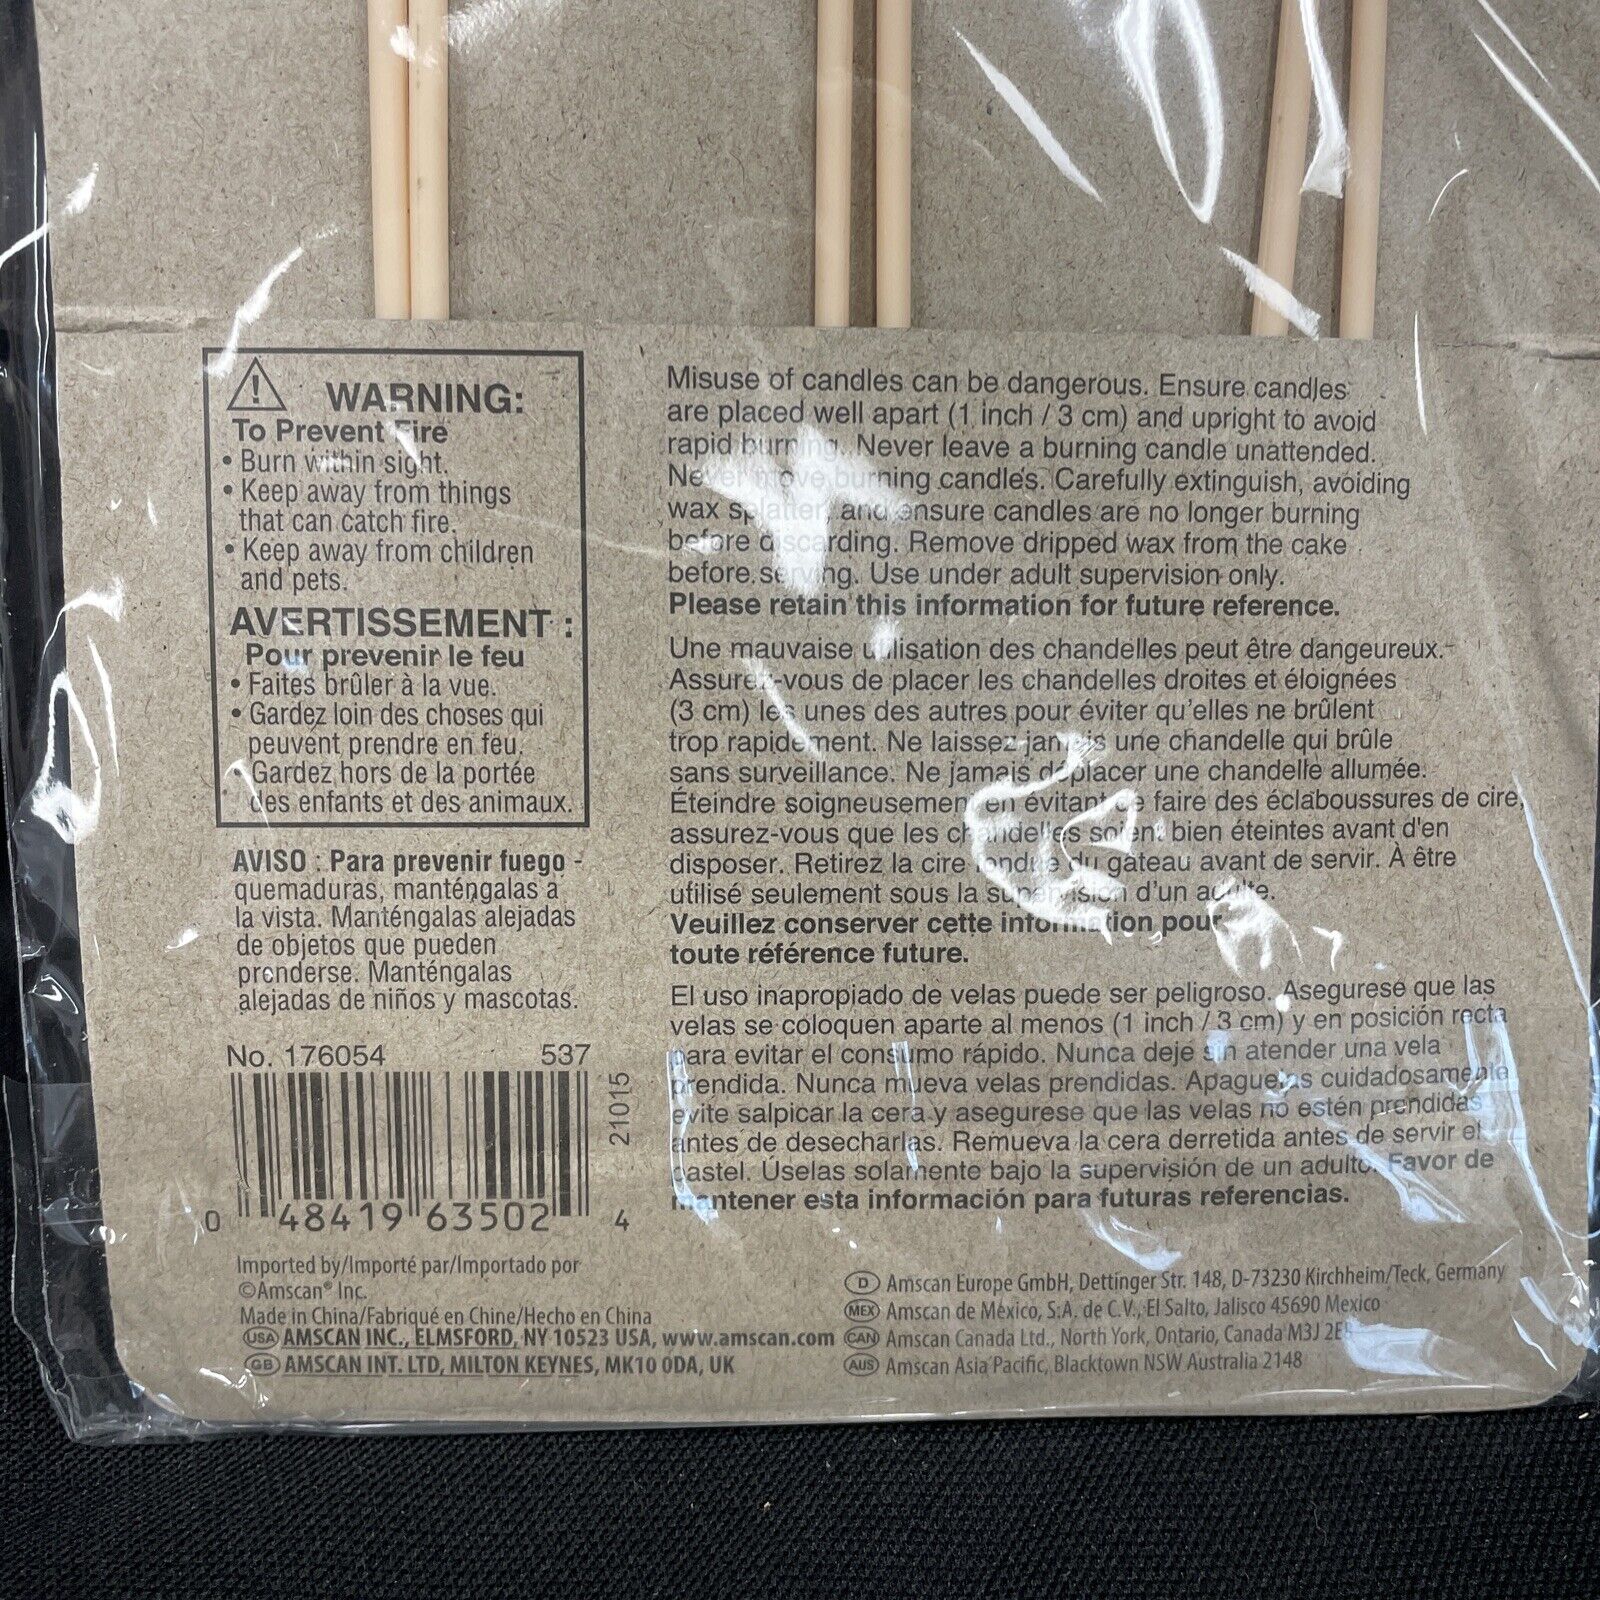 WARNING:
To Prevent Fire
• Burn within sight.
• Keep away from things
that can catch fire.
• Keep away from children
and pets.
AVERTISSEMENT :
Pour prevenir le feu
• Faites brûler à la vue.
• Gardez loin des choses qui
peuvent prendre en feu.
• Gardez hors de la portée
des enfants et des animaux.
AVISO : Para prevenir fuego -
quemaduras, manténgalas a
la vista. Manténgalas alejadas
de objetos que pueden
prenderse. Manténgalas
alejadas de niños y mascotas.
No. 176054 537
21015
0 48419 63502 4
Misuse of candles can be dangerous. Ensure candles
are placed well apart (1 inch / 3 cm) and upright to avoid
rapid burning. Never leave a burning candle unattended.
Never move burning candles. Carefully extinguish, avoiding
wax splatter, and ensure candles are no longer burning
before discarding. Remove dripped wax from the cake
before serving. Use under adult supervision only.
Please retain this information for future reference.
Une mauvaise utilisation des chandelles peut être dangeureux.
Assurez-vous de placer les chandelles droites et éloignées
(3 cm) les unes des autres pour éviter qu'elles ne brûlent
trop rapidement. Ne laissez jamais une chandelle qui brûle
sans surveillance. Ne jamais déplacer une chandelle allumée.
Éteindre soigneusement en évitant de faire des éclaboussures de cire,
assurez-vous que les chandelles soient bien éteintes avant d'en
disposer. Retirez la cire fondue du gâteau avant de servir. À être
utilisé seulement sous la supervision d'un adulte.
Veuillez conserver cette information pour
toute référence future.
El uso inapropiado de velas puede ser peligroso. Asegurese que las
velas se coloquen aparte al menos (1 inch / 3 cm) y en posición recta
para evitar el consumo rápido. Nunca deje sin atender una vela
prendida. Nunca mueva velas prendidas. Apaguelas cuidadosamente
evite salpicar la cera y asegurese que las velas no estén prendidas
antes de desecharlas. Remueva la cera derretida antes de servir el
pastel. Úselas solamente bajo la supervisión de un adulto. Favor de
mantener esta información para futuras referencias.
Imported by/Importé par/Importado por
©Amscan® Inc.
Made in China/Fabriqué en Chine/Hecho en China
USA AMSCAN INC., ELMSFORD, NY 10523 USA, www.amscan.com
GB AMSCAN INT. LTD, MILTON KEYNES, MK10 0DA, UK
D Amscan Europe GmbH, Dettinger Str. 148, D-73230 Kirchheim/Teck, Germany
MEX Amscan de México, S.A. de C.V., El Salto, Jalisco 45690 Mexico
CAN Amscan Canada Ltd., North York, Ontario, Canada M3J
AUS Amscan Asia Pacific, Blacktown NSW Australia 2148